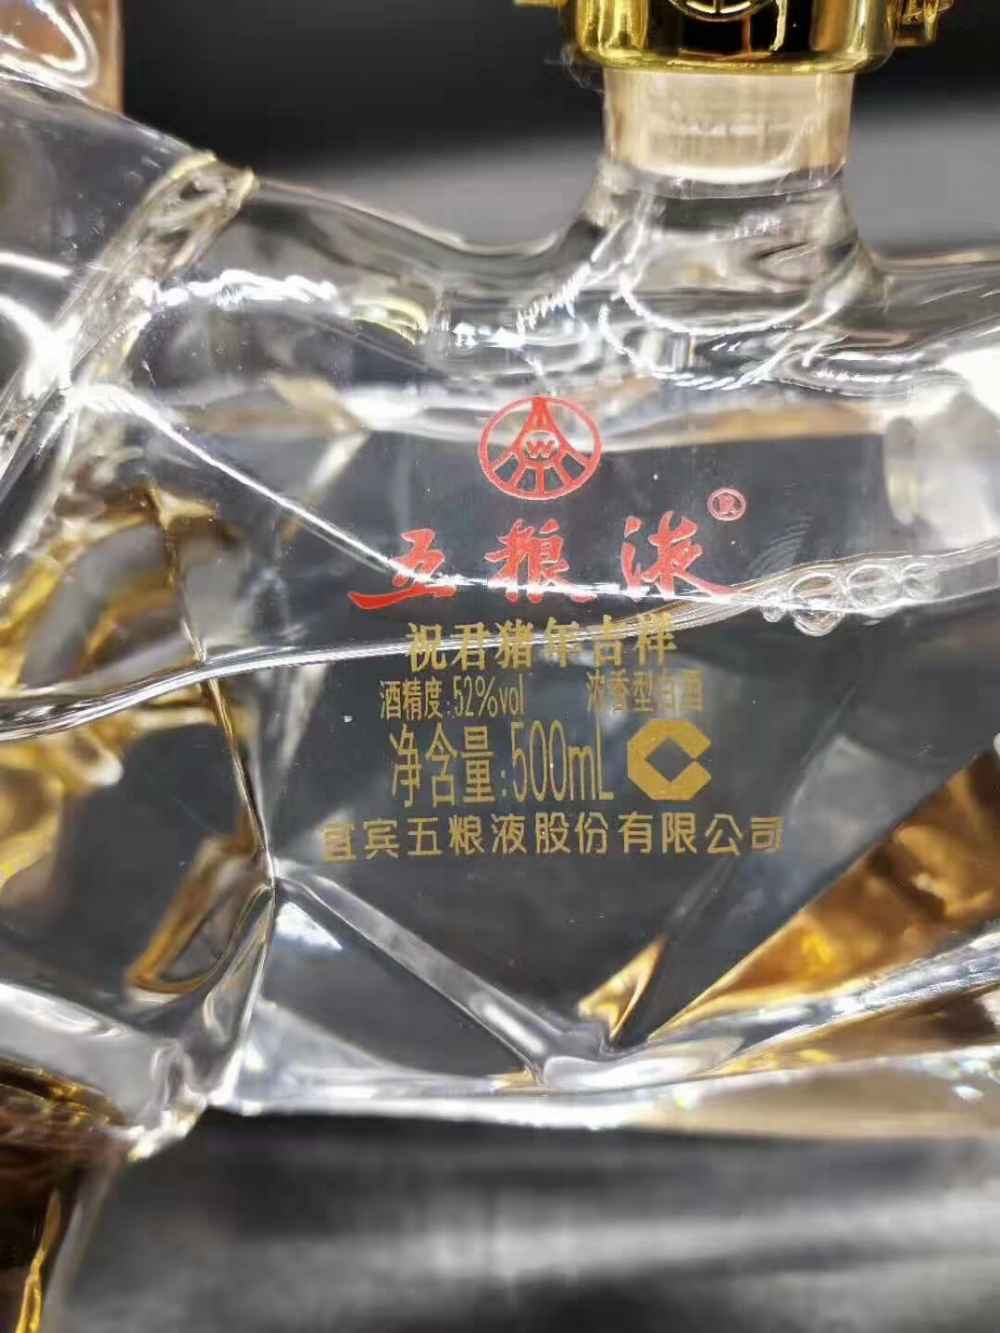 W
五粮液®
祝君猪年吉祥
酒精度:52%vol 浓香型白酒
净含量:500mL C
宜宾五粮液股份有限公司